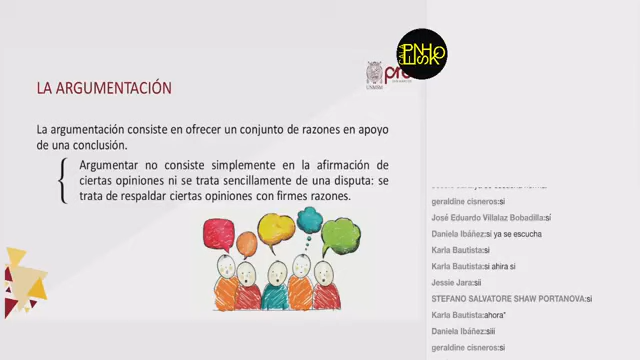 LA ARGUMENTACIÓN
UNMSM
La argumentación consiste en ofrecer un conjunto de razones en apoyo
de una conclusión.
Argumentar no consiste simplemente en la afirmación de
ciertas opiniones ni se trata sencillamente de una disputa: se
trata de respaldar ciertas opiniones con firmes razones.
geraldine cisneros:si
José Eduardo Villalaz Bobadilla:sí
Daniela Ibáñez:si ya se escucha
Karla Bautista:si
Karla Bautista:si ahira si
Jessie Jara:sii
STEFANO SALVATORE SHAW PORTANOVA:si
Karla Bautista:ahora*
Daniela Ibáñez:siii
geraldine cisneros:si